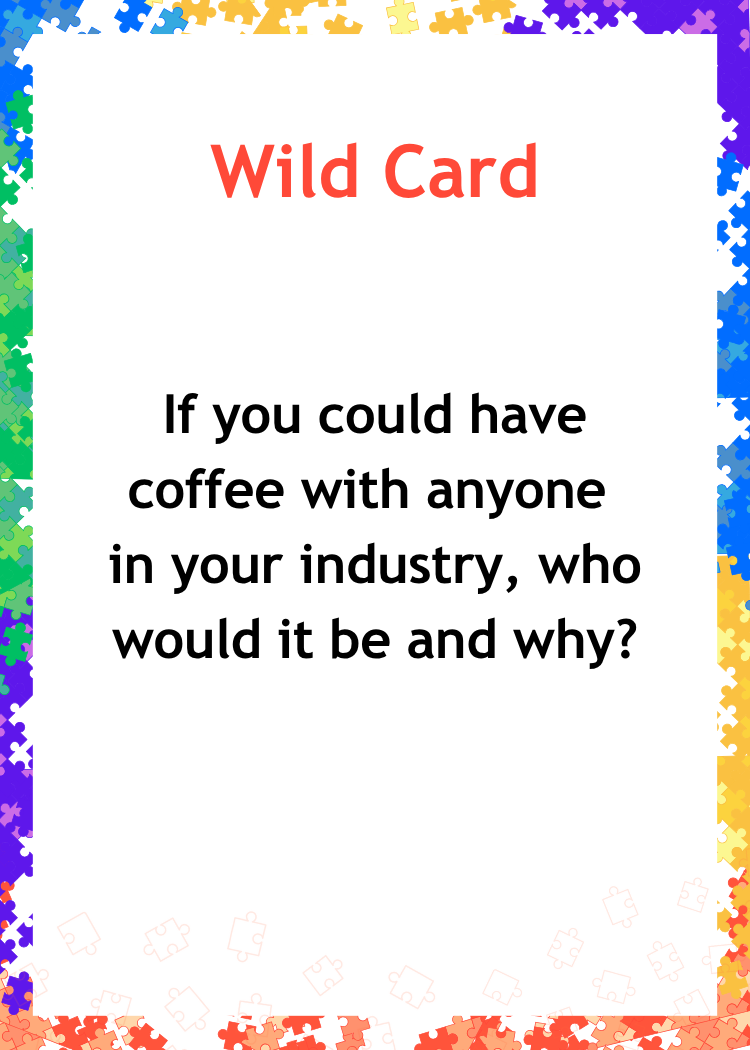 Wild Card
If you could have
coffee with anyone
in your industry, who
would it be and why?